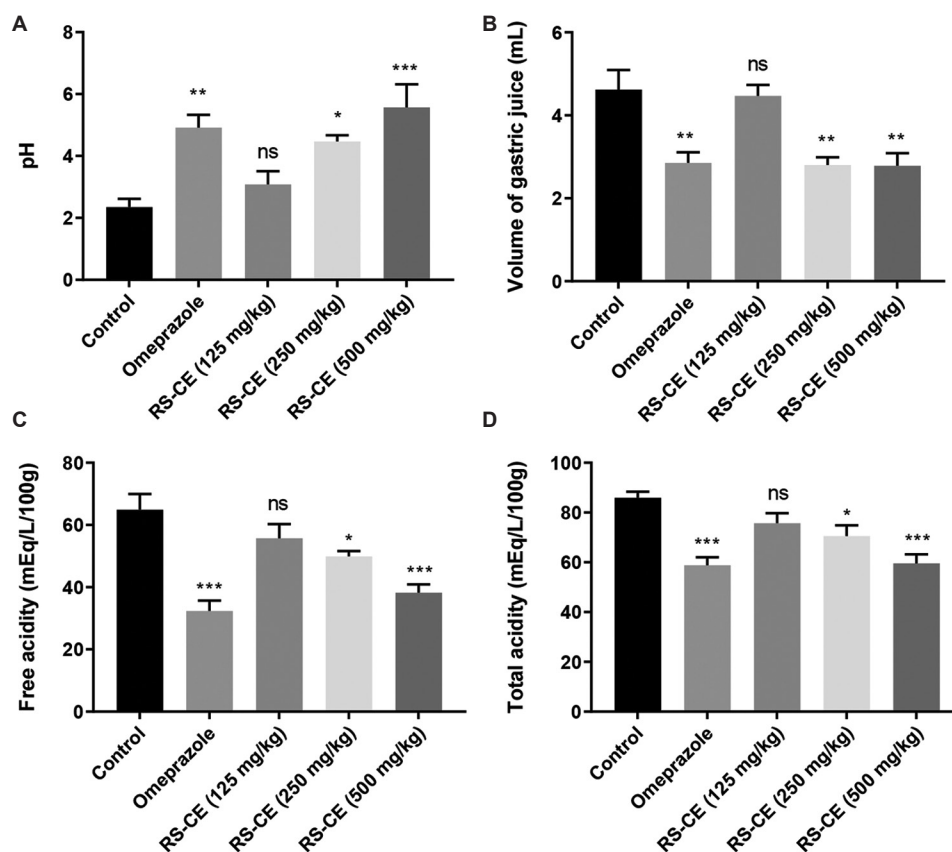 A
pH
8
6
4
2
0
**
ns
*
***
Control
Omeprazole
RS-CE (125 mg/kg)
RS-CE (250 mg/kg)
RS-CE (500 mg/kg)
B
Volume of gastric juice (mL)
6
4
2
0
**
ns
**
**
Control
Omeprazole
RS-CE (125 mg/kg)
RS-CE (250 mg/kg)
RS-CE (500 mg/kg)
C
Free acidity (mEq/L/100g)
80
60
40
20
0
***
ns
*
***
Control
Omeprazole
RS-CE (125 mg/kg)
RS-CE (250 mg/kg)
RS-CE (500 mg/kg)
D
Total acidity (mEq/L/100g)
100
80
60
40
20
0
***
ns
*
***
Control
Omeprazole
RS-CE (125 mg/kg)
RS-CE (250 mg/kg)
RS-CE (500 mg/kg)